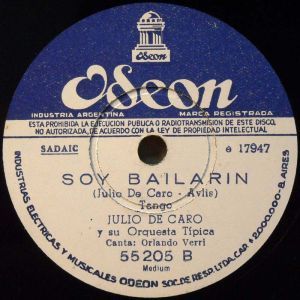 Odeon
Odeon
INDUSTRIA ARGENTINA
MARCA REGISTRADA
ESTA PROHIBIDA LA EJECUCION PUBLICA O RADIOTRANSMISION DE ESTE DISCO,
NO AUTORIZADA, DE ACUERDO CON LA LEY DE PROPIEDAD INTELECTUAL
SADAIC
e 17947
SOY BAILARIN
(Julio De Caro - Avlis)
Tango
JULIO DE CARO
y su Orquesta Típica
Canta: Orlando Verri
55205 B
Medium
INDUSTRIAS ELECTRICAS Y MUSICALES ODEON SOC. DE RESP. LTDA. CAP. $ 2.000.000 - B. AIRES